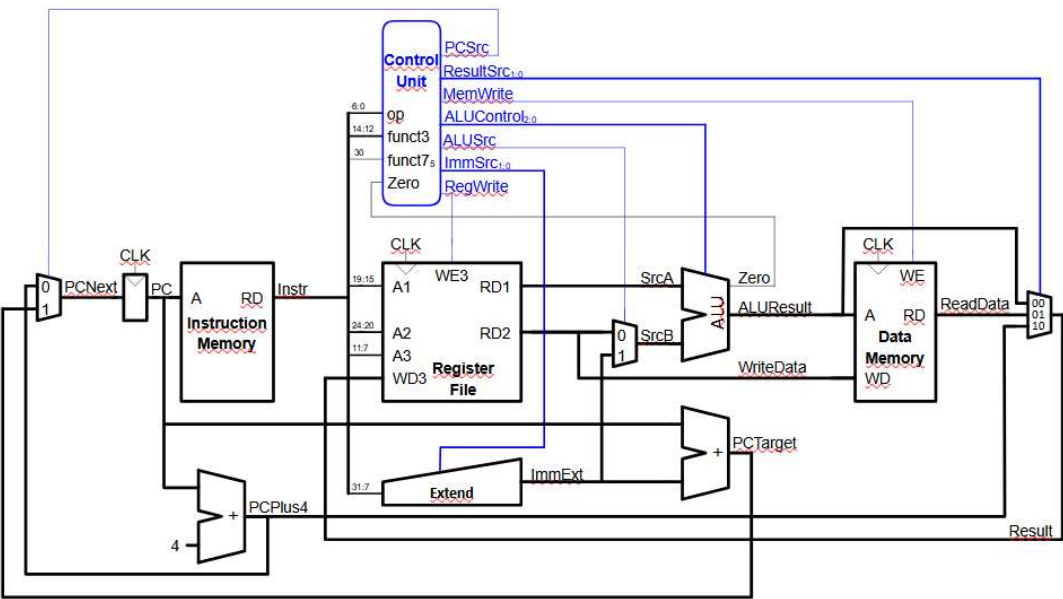 PCSrc
Control
Unit
ResultSrc1:0
MemWrite
6:0
op
ALUControl2:0
14:12
funct3
ALUSrc
30
funct75
ImmSrc1:0
Zero
RegWrite
CLK
CLK
CLK
0
1
PCNext
PC
A
RD
Instr
Instruction
Memory
19:15
A1
WE3
RD1
SrcA
Zero
WE
24:20
A2
RD2
0
1
SrcB
ALU
ALUResult
A
RD
ReadData
00
01
10
11:7
A3
Data
Memory
WD3
Register
File
WriteData
WD
PCTarget
+
ImmExt
31:7
Extend
PCPlus4
+
4
Result